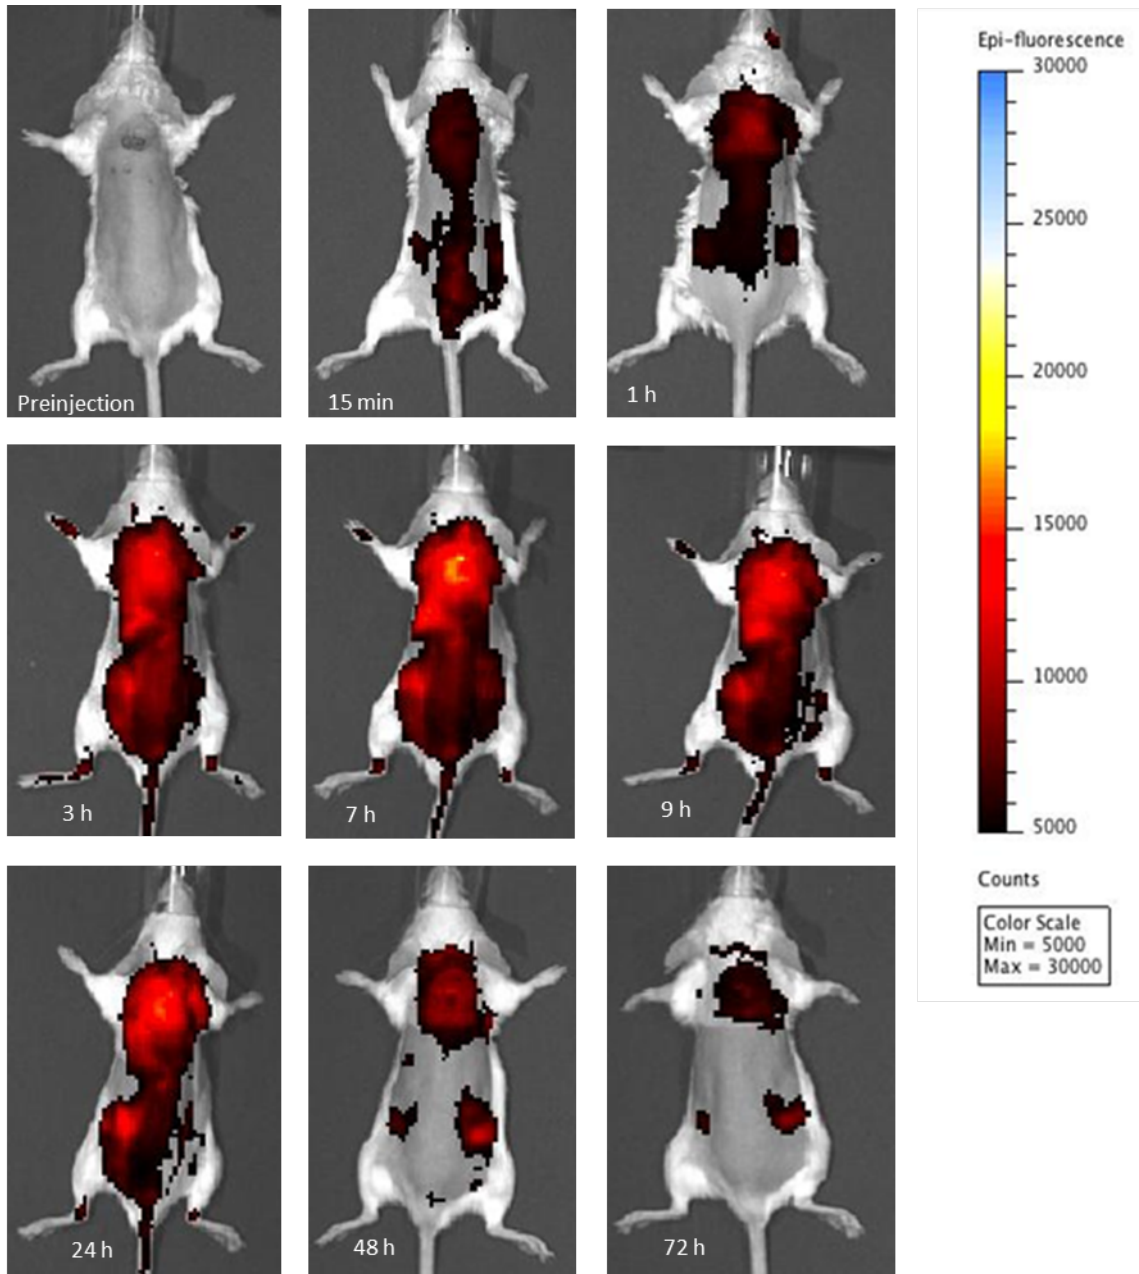 Preinjection
15 min
1 h
3 h
7 h
9 h
24 h
48 h
72 h
Epi-fluorescence
30000
25000
20000
15000
10000
5000
Counts
Color Scale
Min = 5000
Max = 30000